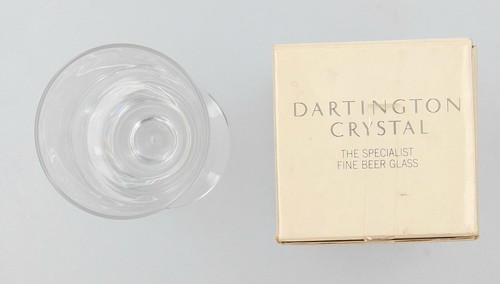 DARTINGTON
CRYSTAL
THE SPECIALIST
FINE BEER GLASS